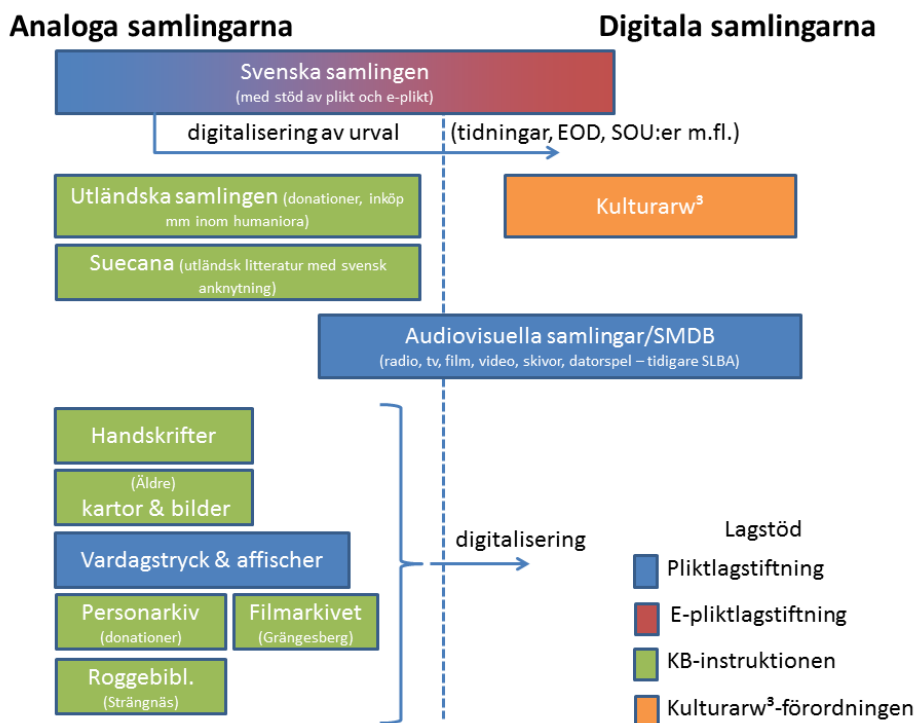 Analoga samlingarna
Digitala samlingarna
Svenska samlingen
(med stöd av plikt och e-plikt)
digitalisering av urval
(tidningar, EOD, SOU:er m.fl.)
Utländska samlingen (donationer, inköp
mm inom humaniora)
Kulturarw³
Suecana (utländsk litteratur med svensk
anknytning)
Audiovisuella samlingar/SMDB
(radio, tv, film, video, skivor, datorspel – tidigare SLBA)
Handskrifter
(Äldre)
kartor & bilder
Vardagstryck & affischer
Personarkiv
(donationer)
Filmarkivet
(Grängesberg)
Roggebibl.
(Strängnäs)
digitalisering
Lagstöd
Pliktlagstiftning
E-pliktlagstiftning
KB-instruktionen
Kulturarw³-förordningen